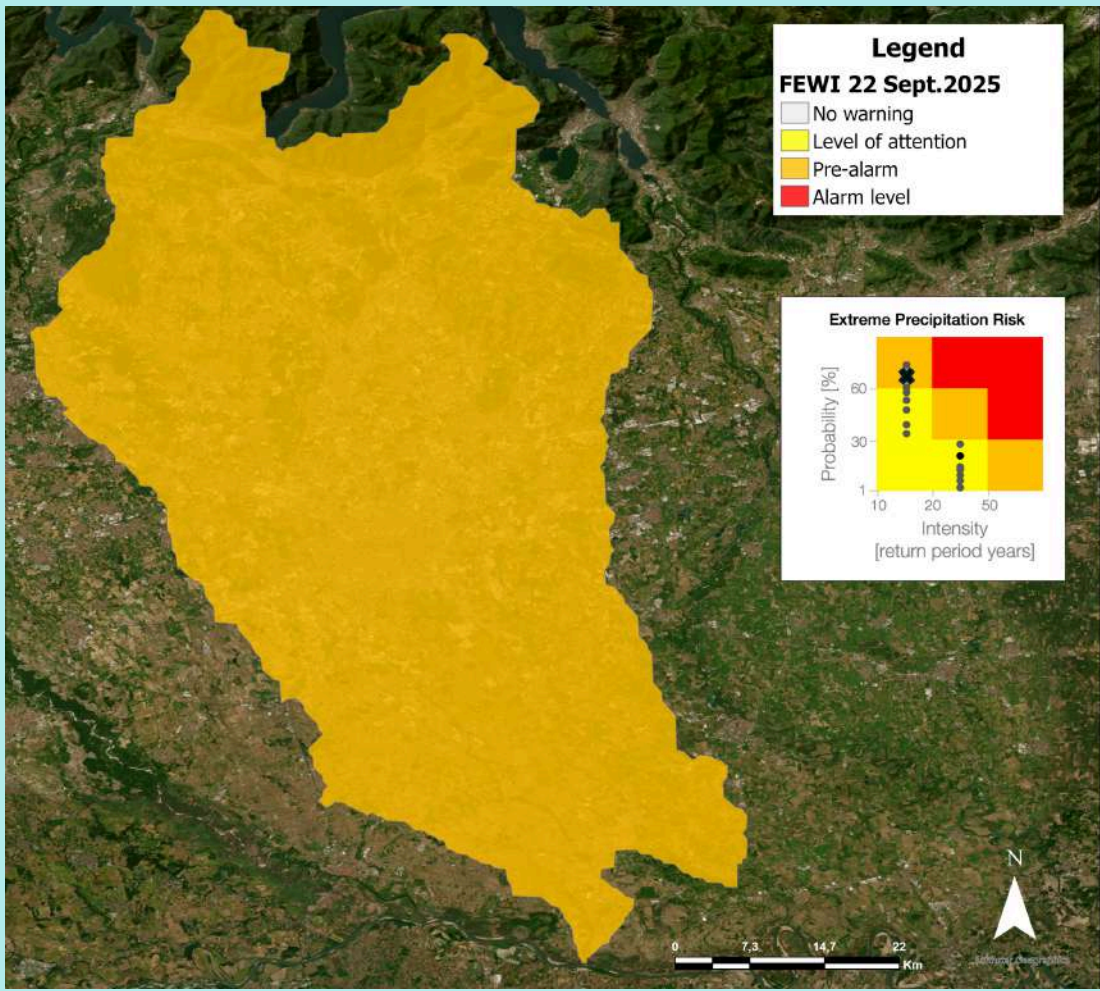 Legend
FEWI 22 Sept.2025
No warning
Level of attention
Pre-alarm
Alarm level
Extreme Precipitation Risk
Probability [%]
60
30
1
10 20 50
Intensity
[return period years]
N
0 7,3 14,7 22
Km